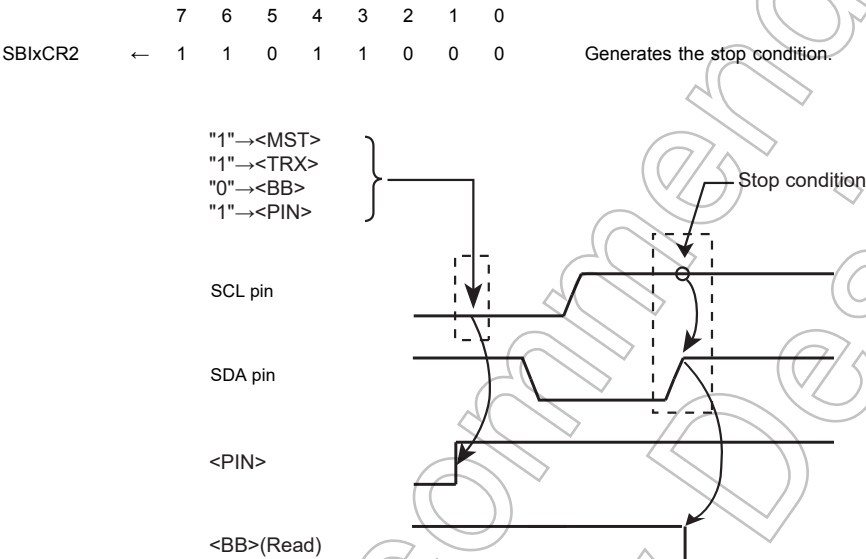 7 6 5 4 3 2 1 0
SBIxCR2 ← 1 1 0 1 1 0 0 0 Generates the stop condition.
"1"→<MST>
"1"→<TRX>
"0"→<BB>
"1"→<PIN>
Stop condition
SCL pin
SDA pin
<PIN>
<BB>(Read)